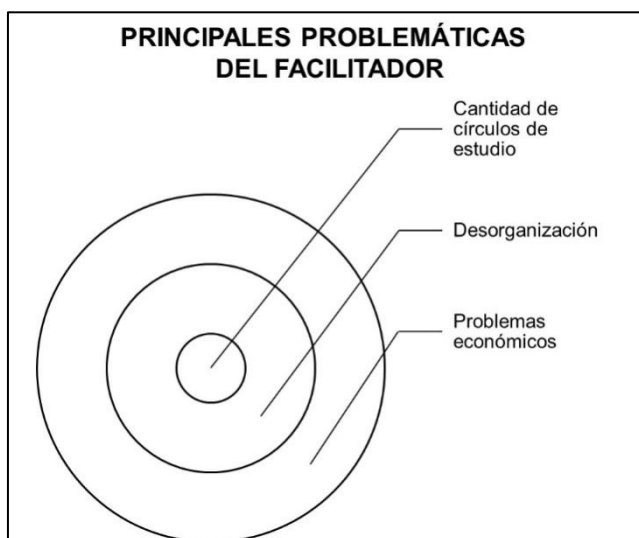 PRINCIPALES PROBLEMÁTICAS
DEL FACILITADOR
Cantidad de
círculos de
estudio
Desorganización
Problemas
económicos